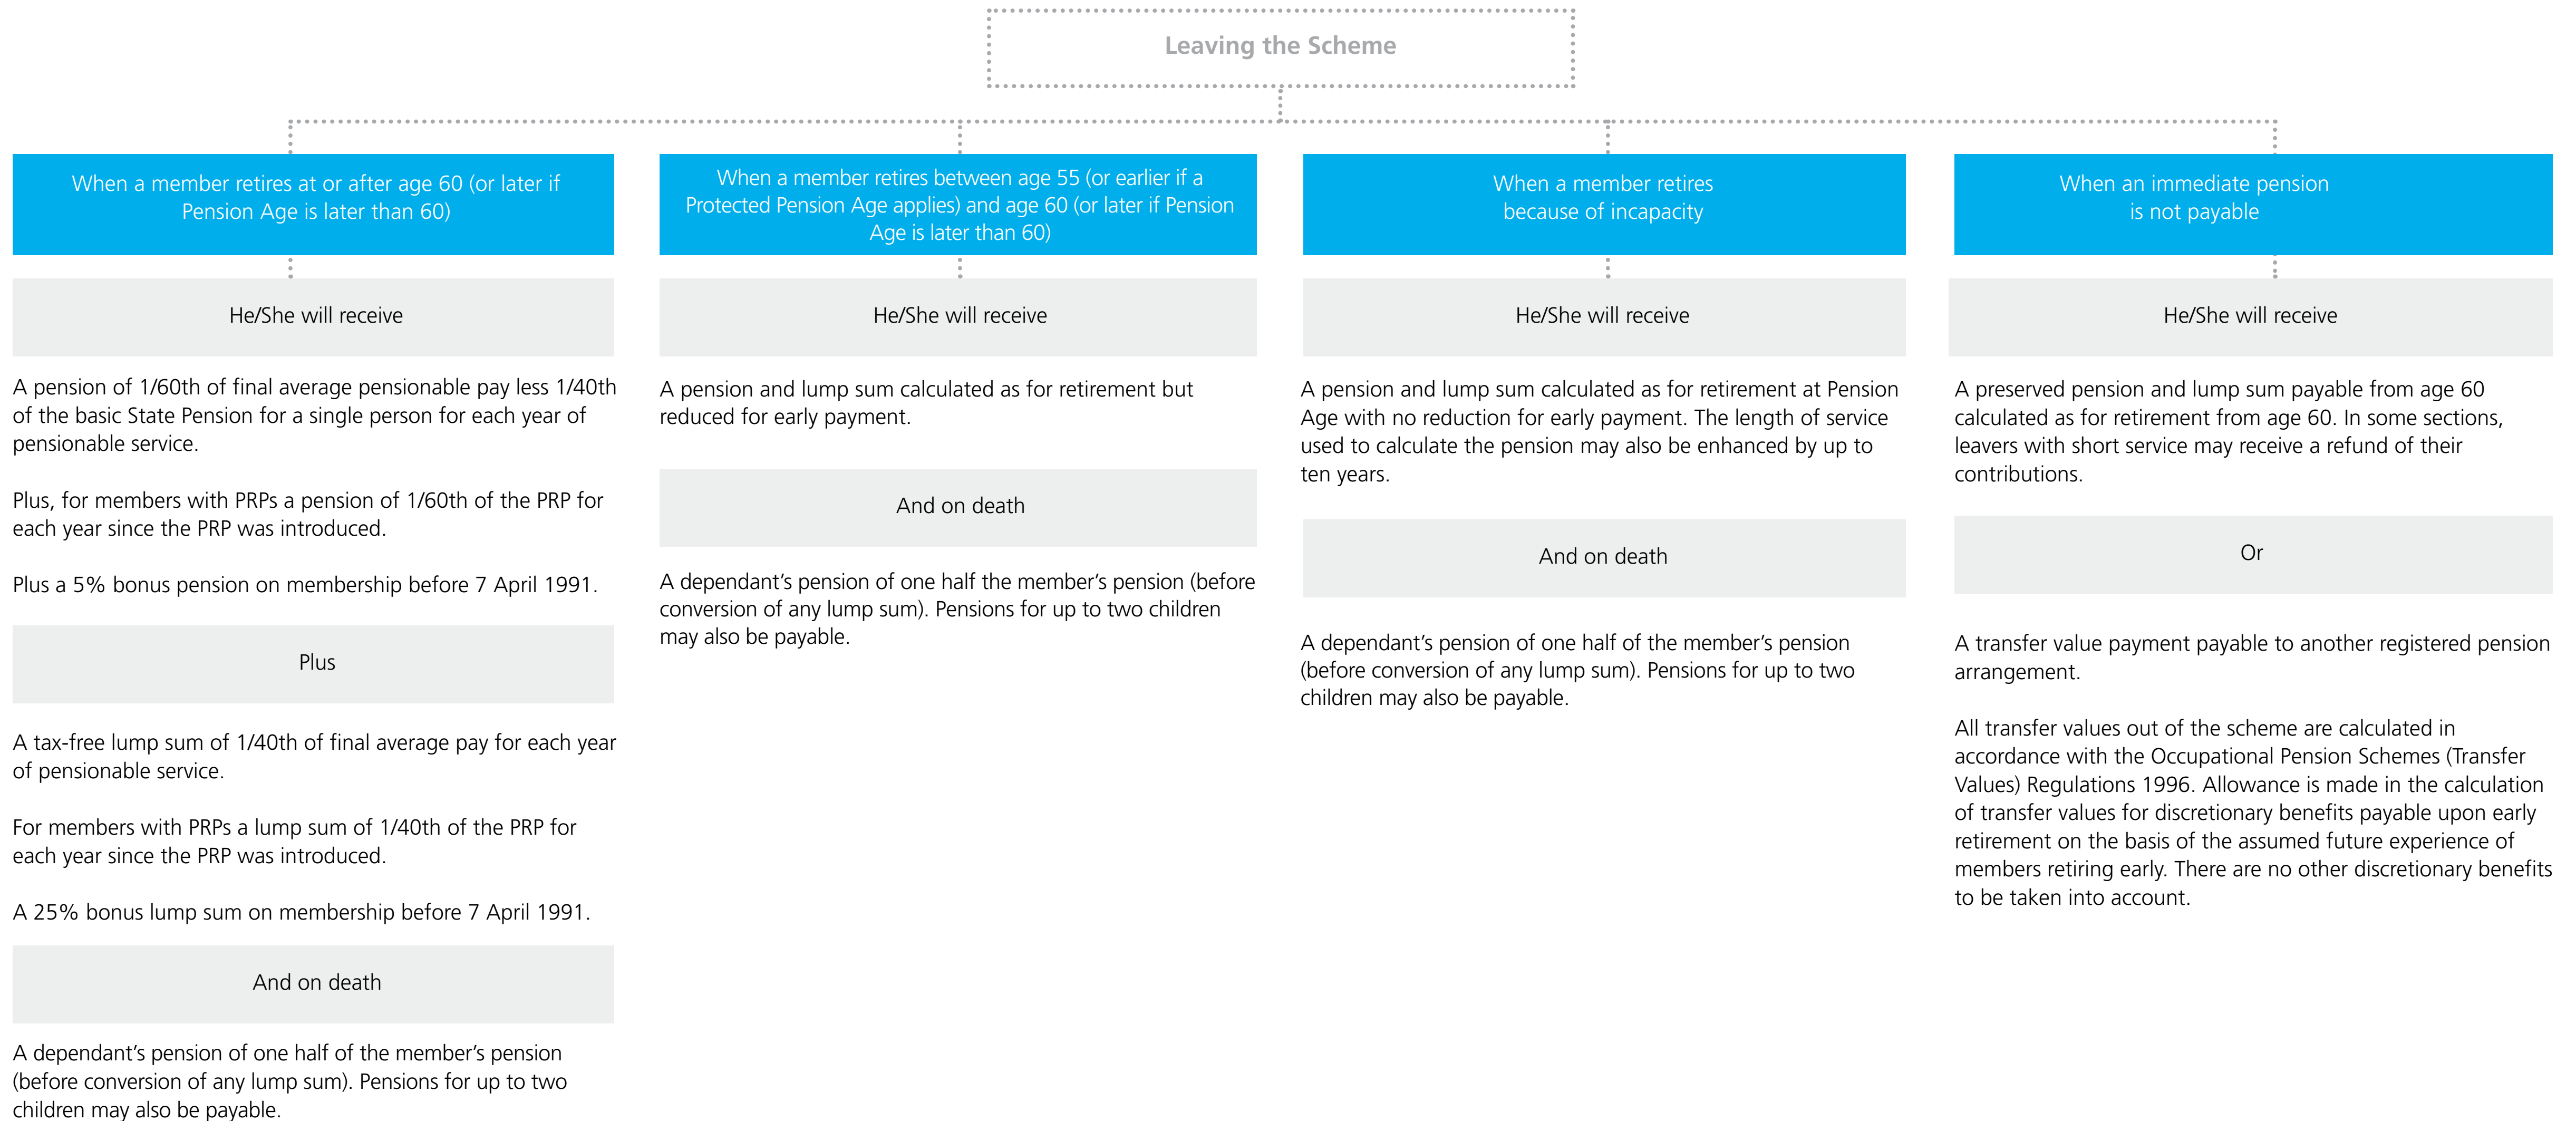 Leaving the Scheme
When a member retires at or after age 60 (or later if
Pension Age is later than 60)
He/She will receive
A pension of 1/60th of final average pensionable pay less 1/40th
of the basic State Pension for a single person for each year of
pensionable service.
Plus, for members with PRPs a pension of 1/60th of the PRP for
each year since the PRP was introduced.
Plus a 5% bonus pension on membership before 7 April 1991.
Plus
A tax-free lump sum of 1/40th of final average pay for each year
of pensionable service.
For members with PRPs a lump sum of 1/40th of the PRP for
each year since the PRP was introduced.
A 25% bonus lump sum on membership before 7 April 1991.
And on death
A dependant’s pension of one half of the member’s pension
(before conversion of any lump sum). Pensions for up to two
children may also be payable.
When a member retires between age 55 (or earlier if a
Protected Pension Age applies) and age 60 (or later if Pension
Age is later than 60)
He/She will receive
A pension and lump sum calculated as for retirement but
reduced for early payment.
And on death
A dependant’s pension of one half the member’s pension (before
conversion of any lump sum). Pensions for up to two children
may also be payable.
When a member retires
because of incapacity
He/She will receive
A pension and lump sum calculated as for retirement at Pension
Age with no reduction for early payment. The length of service
used to calculate the pension may also be enhanced by up to
ten years.
And on death
A dependant’s pension of one half of the member’s pension
(before conversion of any lump sum). Pensions for up to two
children may also be payable.
When an immediate pension
is not payable
He/She will receive
A preserved pension and lump sum payable from age 60
calculated as for retirement from age 60. In some sections,
leavers with short service may receive a refund of their
contributions.
Or
A transfer value payment payable to another registered pension
arrangement.
All transfer values out of the scheme are calculated in
accordance with the Occupational Pension Schemes (Transfer
Values) Regulations 1996. Allowance is made in the calculation
of transfer values for discretionary benefits payable upon early
retirement on the basis of the assumed future experience of
members retiring early. There are no other discretionary benefits
to be taken into account.